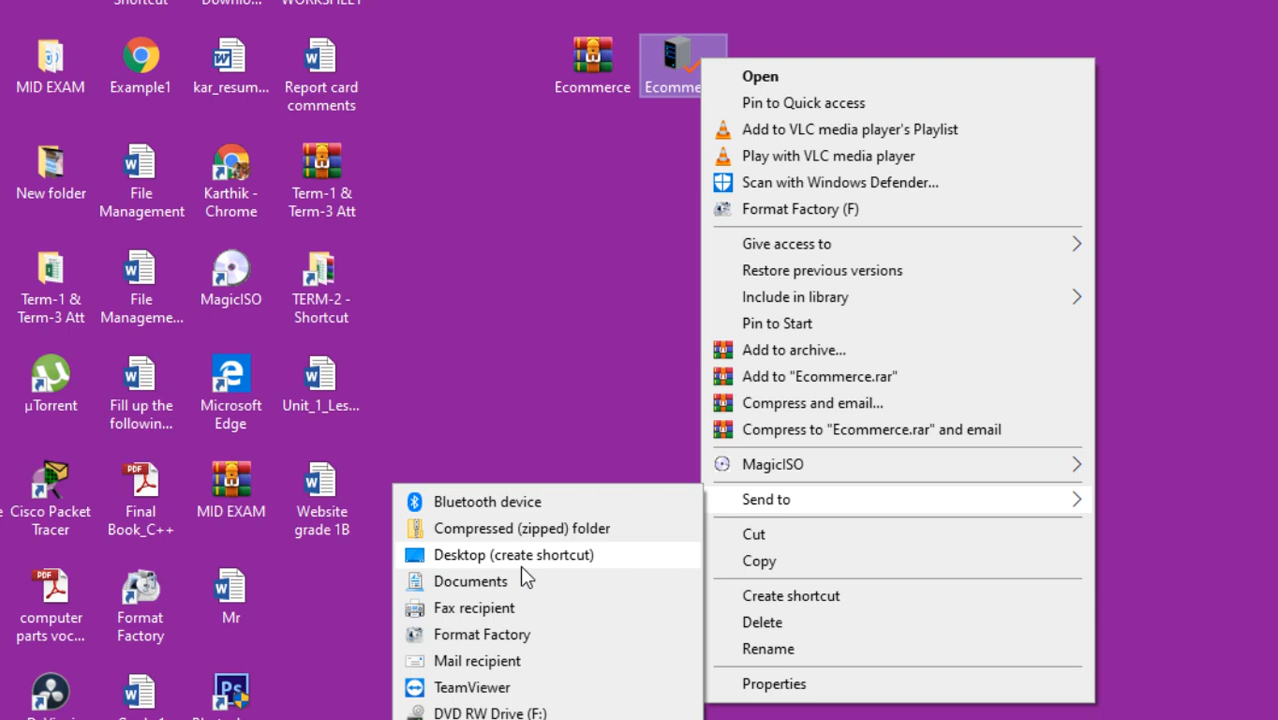 Shortcut
Downlo...
WORKSHEET
MID EXAM
Example1
kar_resum...
Report card
comments
Ecommerce
Ecomme
New folder
File
Management
Karthik -
Chrome
Term-1 &
Term-3 Att
Term-1 &
Term-3 Att
File
Manageme...
MagicISO
TERM-2 -
Shortcut
µTorrent
Fill up the
followin...
Microsoft
Edge
Unit_1_Les...
e
Cisco Packet
Tracer
Final
Book_C++
MID EXAM
Website
grade 1B
computer
parts voc...
Format
Factory
Mr
Open
Pin to Quick access
Add to VLC media player's Playlist
Play with VLC media player
Scan with Windows Defender...
Format Factory (F)
Give access to
Restore previous versions
Include in library
Pin to Start
Add to archive...
Add to "Ecommerce.rar"
Compress and email...
Compress to "Ecommerce.rar" and email
MagicISO
Send to
Cut
Copy
Create shortcut
Delete
Rename
Properties
Bluetooth device
Compressed (zipped) folder
Desktop (create shortcut)
Documents
Fax recipient
Format Factory
Mail recipient
TeamViewer
DVD RW Drive (F:)